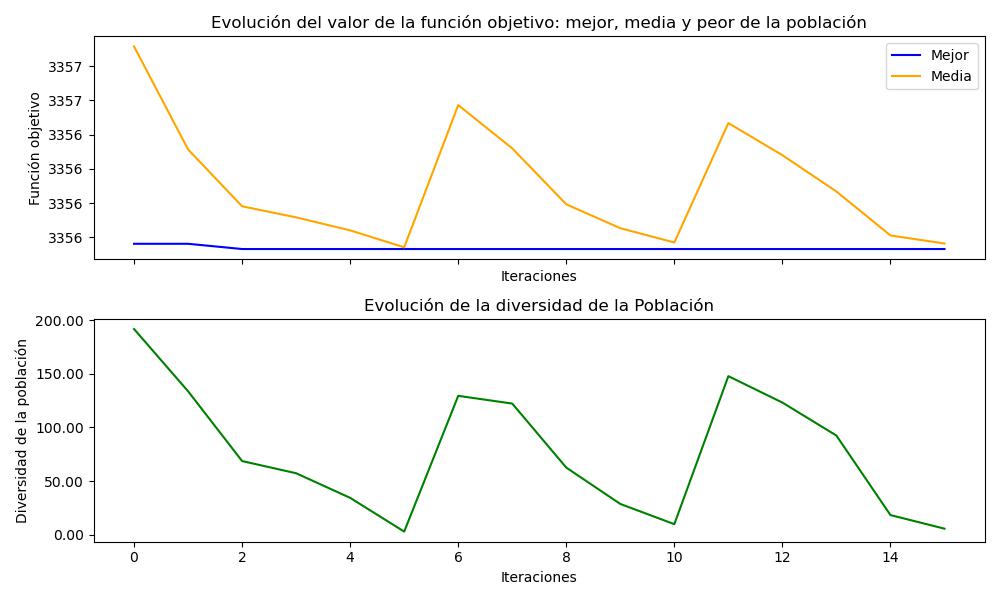 Evolución del valor de la función objetivo: mejor, media y peor de la población
Mejor
Media
3357
3357
3356
3356
3356
3356
Función objetivo
Iteraciones
Evolución de la diversidad de la Población
200.00
150.00
100.00
50.00
0.00
Diversidad de la población
0 2 4 6 8 10 12 14
Iteraciones